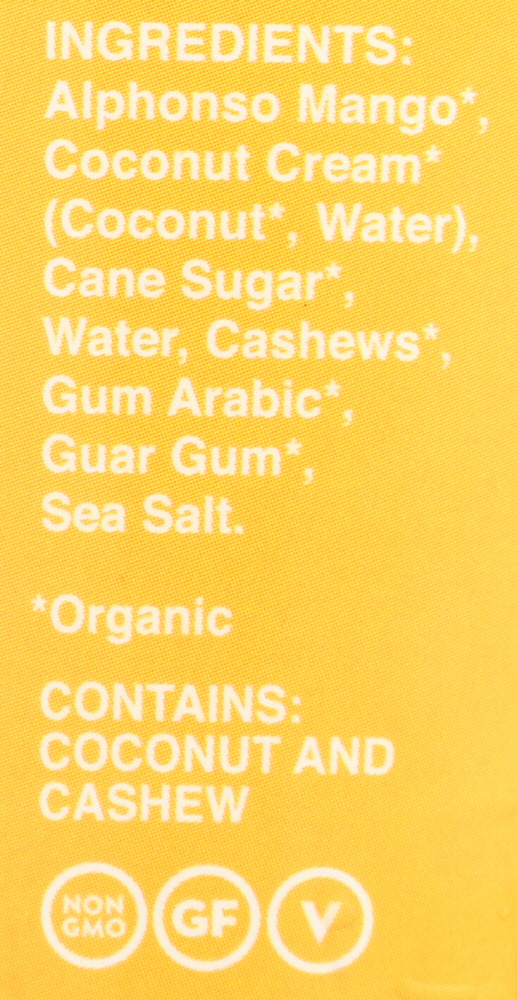 INGREDIENTS:
Alphonso Mango*,
Coconut Cream*
(Coconut*, Water),
Cane Sugar*,
Water, Cashews*,
Gum Arabic*,
Guar Gum*,
Sea Salt.
*Organic
CONTAINS:
COCONUT AND
CASHEW
NON
GMO
GF
V